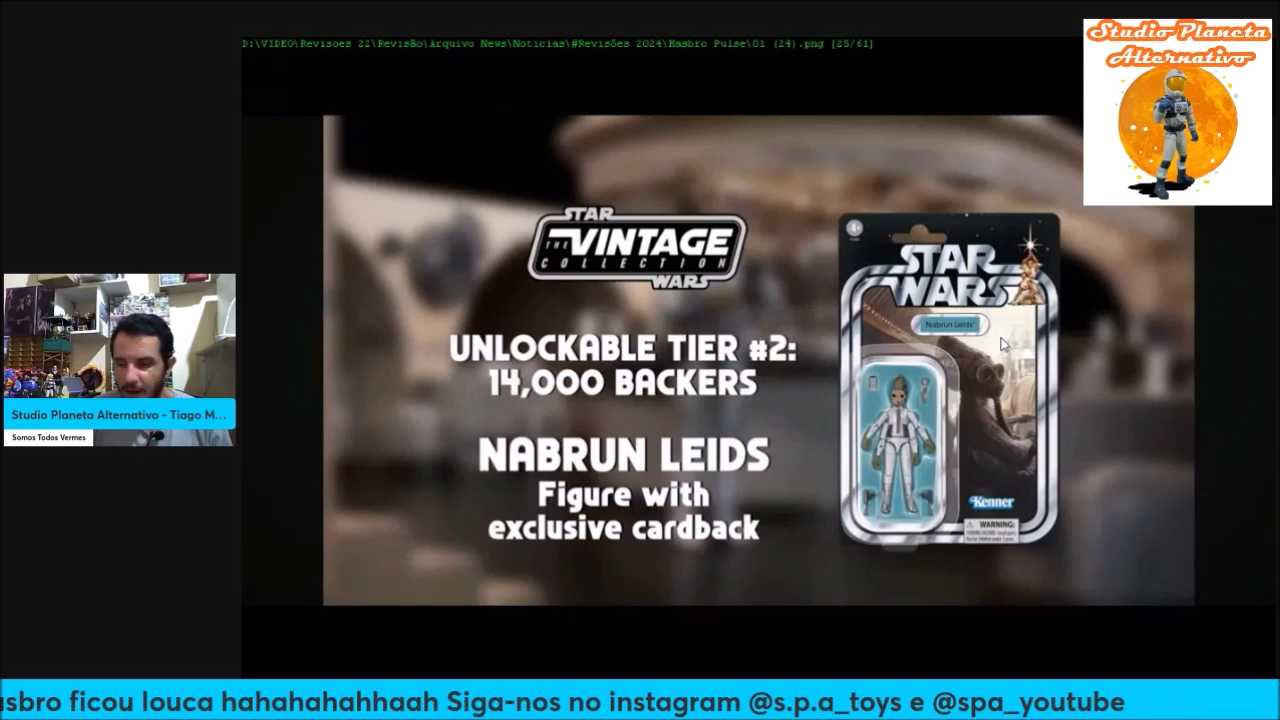 D:\VIDEO\Revisoes 22\Revisão\Arquivo News\Noticias\#Revisões 2024\Hasbro Pulse\01 (24).png [25/61]
Studio Planeta
Alternativo
STAR
THE VINTAGE
COLLECTION
WARS
UNLOCKABLE TIER #2:
14,000 BACKERS
NABRUN LEIDS
Figure with
exclusive cardback
4+
STAR
WARS
Nabrun Leids
Kenner
WARNING:
Studio Planeta Alternativo - Tiago M...
Somos Todos Vermes
asbro ficou louca hahahahahhaah Siga-nos no instagram @s.p.a_toys e @spa_youtube